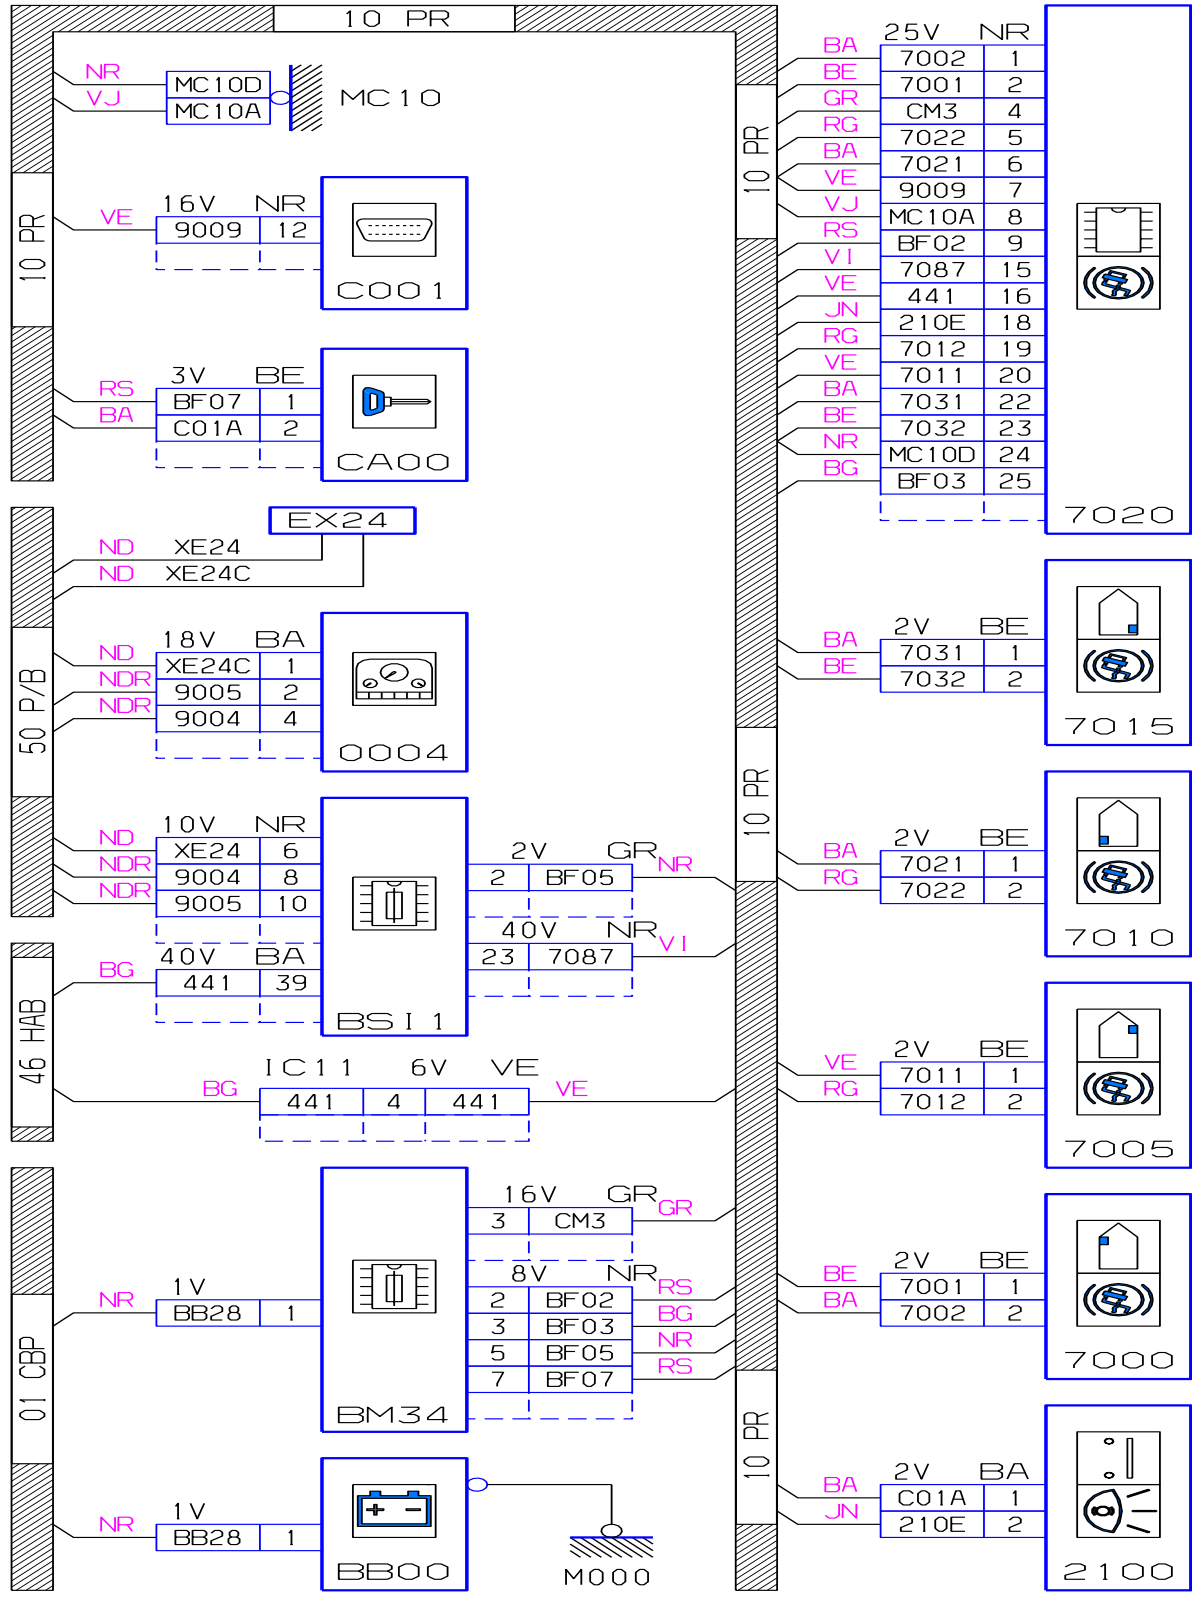 10 PR
NR MC10D
VJ MC10A
MC10
10 PR
16V NR
VE 9009 12
C001
3V BE
RS BF07 1
BA C01A 2
CA00
EX24
ND XE24
ND XE24C
50 P/B
18V BA
ND XE24C 1
NDR 9005 2
NDR 9004 4
0004
10V NR
ND XE24 6
NDR 9004 8
NDR 9005 10
40V BA
BG 441 39
BSI1
2V GR
2 BF05 NR
40V NR
23 7087 VI
46 HAB
IC11 6V VE
BG 441 4 441 VE
01 CBP
1V
NR BB28 1
BM34
16V GR
3 CM3 GR
8V NR
2 BF02 RS
3 BF03 BG
5 BF05 NR
7 BF07 RS
1V
NR BB28 1
BB00
M000
10 PR
10 PR
10 PR
25V NR
BA 7002 1
BE 7001 2
GR CM3 4
RG 7022 5
BA 7021 6
VE 9009 7
VJ MC10A 8
RS BF02 9
VI 7087 15
VE 441 16
JN 210E 18
RG 7012 19
VE 7011 20
BA 7031 22
BE 7032 23
NR MC10D 24
BG BF03 25
7020
2V BE
BA 7031 1
BE 7032 2
7015
2V BE
BA 7021 1
RG 7022 2
7010
2V BE
VE 7011 1
RG 7012 2
7005
2V BE
BE 7001 1
BA 7002 2
7000
2V BA
BA C01A 1
JN 210E 2
2100